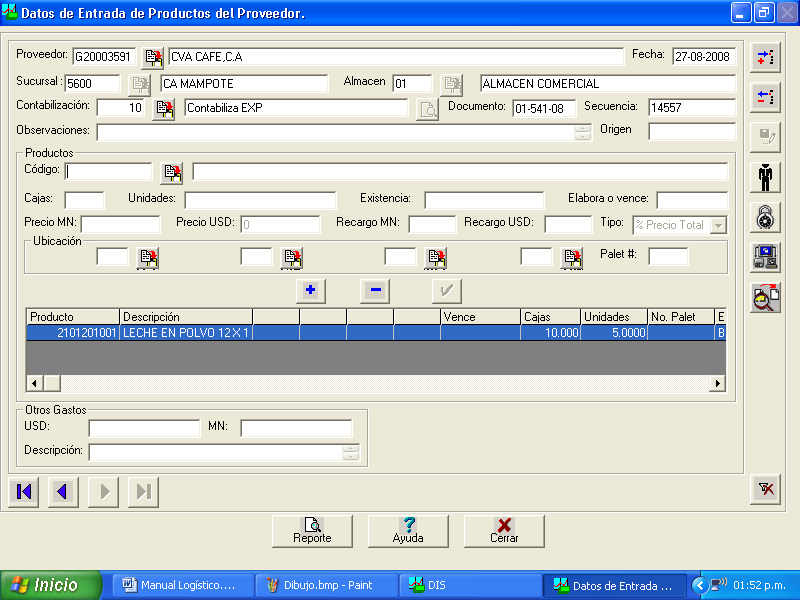 Datos de Entrada de Productos del Proveedor.
Proveedor: G20003591 CVA CAFE,C.A Fecha: 27-08-2008
Sucursal : 5600 CA MAMPOTE Almacen 01 ALMACEN COMERCIAL
Contabilización: 10 Contabiliza EXP Documento: 01-541-08 Secuencia: 14557
Observaciones: Origen
Productos
Código:
Cajas: Unidades: Existencia: Elabora o vence:
Precio MN: Precio USD: 0 Recargo MN: Recargo USD: Tipo: % Precio Total
Ubicación
Palet #:
Producto Descripción Vence Cajas Unidades No. Palet E
2101201001 LECHE EN POLVO 12 X 1 10.000 5.0000 B
Otros Gastos
USD: MN:
Descripción:
Reporte Ayuda Cerrar
Inicio Manual Logístico.... Dibujo.bmp - Paint DIS Datos de Entrada ... 01:52 p.m.